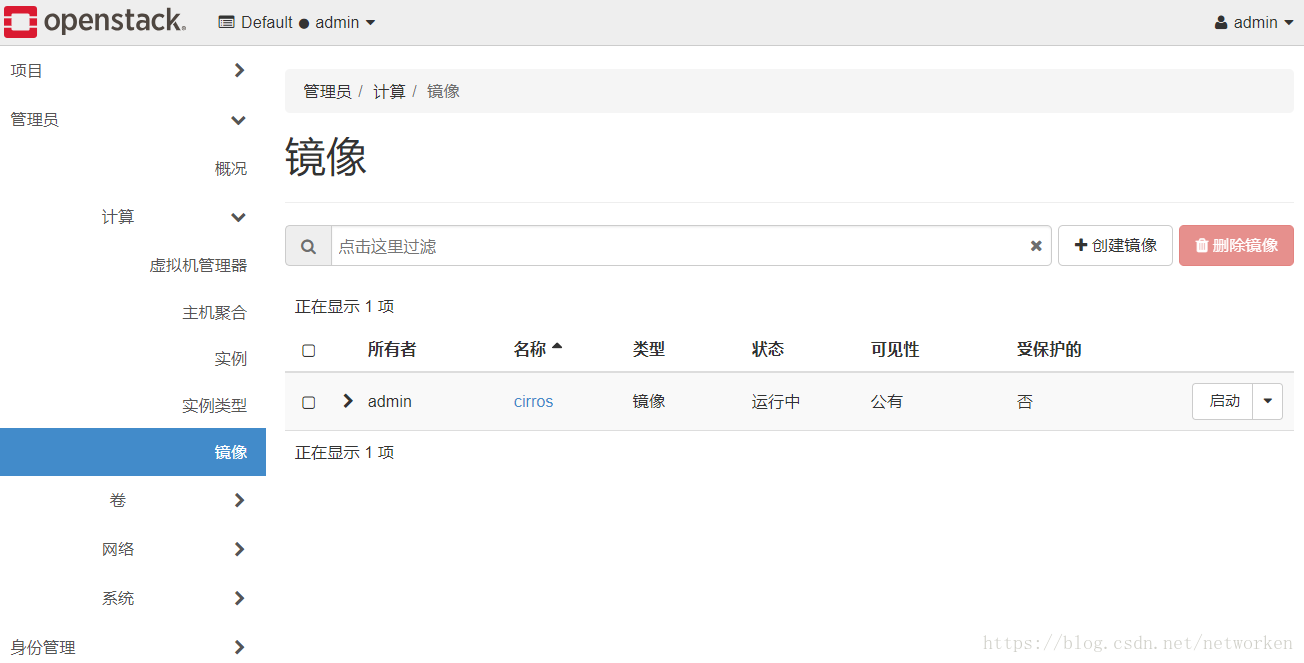 openstack. Default ● admin admin
项目
管理员
概况
计算
虚拟机管理器
主机聚合
实例
实例类型
镜像
卷
网络
系统
身份管理
管理员 / 计算 / 镜像
镜像
点击这里过滤 创建镜像 删除镜像
正在显示 1 项
所有者 名称 类型 状态 可见性 受保护的
admin cirros 镜像 运行中 公有 否 启动
正在显示 1 项
https://blog.csdn.net/networken